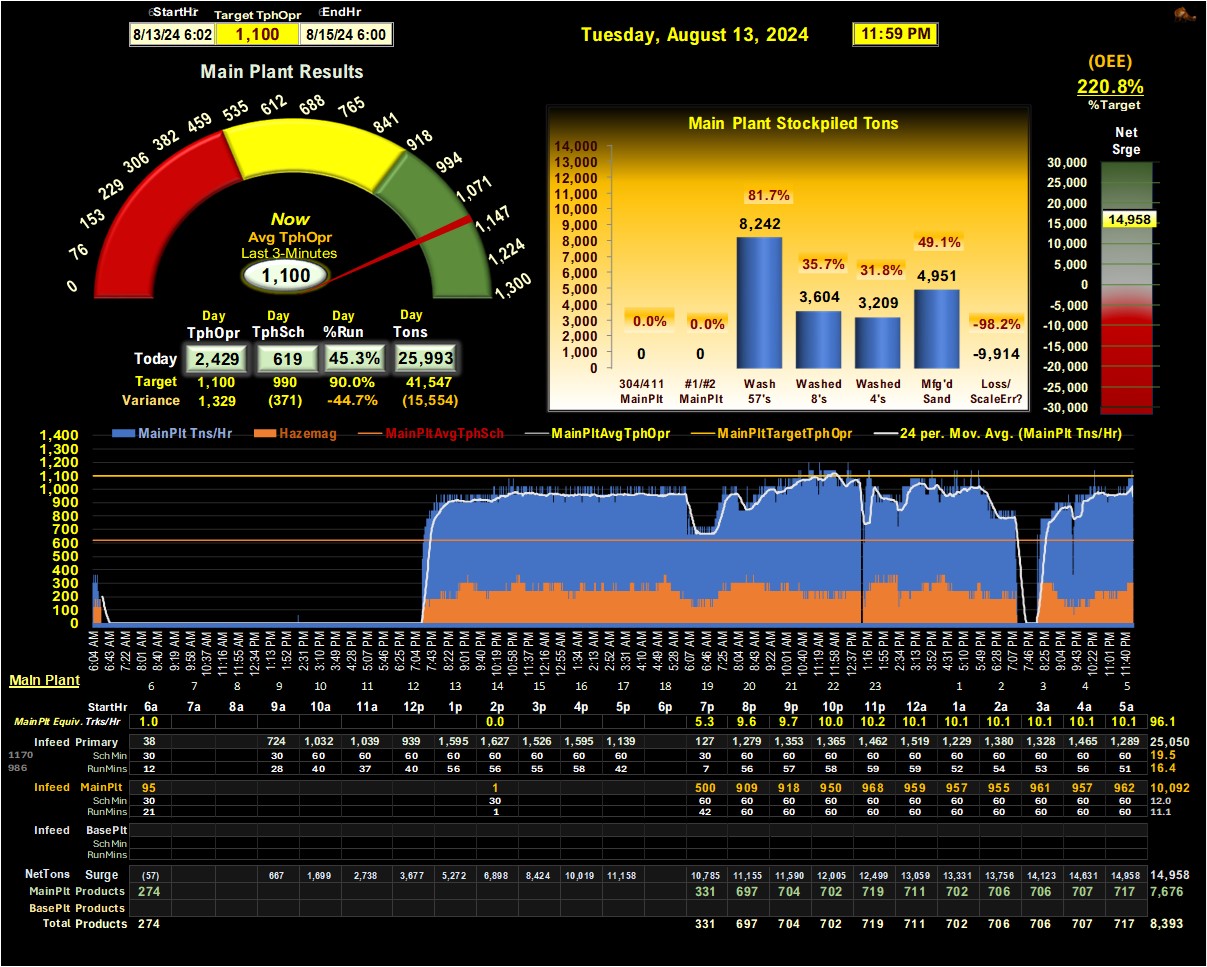 StartHr Target TphOpr EndHr
8/13/24 6:02 1,100 8/15/24 6:00
Tuesday, August 13, 2024 11:59 PM
(OEE)
220.8%
%Target
Main Plant Results
0 76 153 229 306 382 459 535 612 688 765 841 918 994 1,071 1,147 1,224 1,300
Now
Avg TphOpr
Last 3-Minutes
1,100
Day Day Day Day
TphOpr TphSch %Run Tons
Today 2,429 619 45.3% 25,993
Target 1,100 990 90.0% 41,547
Variance 1,329 (371) -44.7% (15,554)
Main Plant Stockpiled Tons
14,000
13,000
12,000
11,000
10,000
9,000
8,000
7,000
6,000
5,000
4,000
3,000
2,000
1,000
0
0.0% 0.0% 81.7% 35.7% 31.8% 49.1% -98.2%
0 0 8,242 3,604 3,209 4,951 -9,914
304/411 #1/#2 Wash Washed Washed Mfg'd Loss/
MainPlt MainPlt 57's 8's 4's Sand ScaleErr?
Net
Srge
30,000
25,000
20,000
15,000
10,000
5,000
0
-5,000
-10,000
-15,000
-20,000
-25,000
-30,000
14,958
MainPlt Tns/Hr Hazemag MainPltAvgTphSch MainPltAvgTphOpr MainPltTargetTphOpr 24 per. Mov. Avg. (MainPlt Tns/Hr)
1,400
1,300
1,200
1,100
1,000
900
800
700
600
500
400
300
200
100
0
6:04 AM 6:43 AM 7:22 AM 8:01 AM 8:40 AM 9:19 AM 9:58 AM 10:37 AM 11:16 AM 11:55 AM 12:34 PM 1:13 PM 1:52 PM 2:31 PM 3:10 PM 3:49 PM 4:28 PM 5:07 PM 5:46 PM 6:25 PM 7:04 PM 7:43 PM 8:22 PM 9:01 PM 9:40 PM 10:19 PM 10:58 PM 11:37 PM 12:16 AM 12:55 AM 1:34 AM 2:13 AM 2:52 AM 3:31 AM 4:10 AM 4:49 AM 5:28 AM 6:07 AM 6:46 AM 7:25 AM 8:04 AM 8:43 AM 9:22 AM 10:01 AM 10:40 AM 11:19 AM 11:58 AM 12:37 PM 1:16 PM 1:55 PM 2:34 PM 3:13 PM 3:52 PM 4:31 PM 5:10 PM 5:49 PM 6:28 PM 7:07 PM 7:46 PM 8:25 PM 9:04 PM 9:43 PM 10:22 PM 11:01 PM 11:40 PM
Main Plant
6 7 8 9 10 11 12 13 14 15 16 17 18 19 20 21 22 23 1 2 3 4 5
StartHr 6a 7a 8a 9a 10a 11a 12p 1p 2p 3p 4p 5p 6p 7p 8p 9p 10p 11p 12a 1a 2a 3a 4a 5a
MainPlt Equiv. Trks/Hr 1.0 0.0 5.3 9.6 9.7 10.0 10.2 10.1 10.1 10.1 10.1 10.1 10.1 96.1
Infeed Primary 38 724 1,032 1,039 939 1,595 1,627 1,526 1,595 1,139 127 1,279 1,353 1,365 1,462 1,519 1,229 1,380 1,328 1,465 1,289 25,050
1170 Sch Min 30 30 60 60 60 60 60 60 60 60 30 60 60 60 60 60 60 60 60 60 60 19.5
986 RunMins 12 28 40 37 40 56 56 55 58 42 7 56 57 58 59 59 52 54 53 56 51 16.4
Infeed MainPlt 95 1 500 909 918 950 968 959 957 955 961 957 962 10,092
Sch Min 30 30 60 60 60 60 60 60 60 60 60 60 60 12.0
RunMins 21 1 42 60 60 60 60 60 60 60 60 60 60 11.1
Infeed BasePlt
Sch Min
RunMins
NetTons Surge (57) 667 1,699 2,738 3,677 5,272 6,898 8,424 10,019 11,158 10,785 11,155 11,590 12,005 12,499 13,059 13,331 13,756 14,123 14,631 14,958 14,958
MainPlt Products 274 331 697 704 702 719 711 702 706 706 707 717 7,676
BasePlt Products
Total Products 274 331 697 704 702 719 711 702 706 706 707 717 8,393